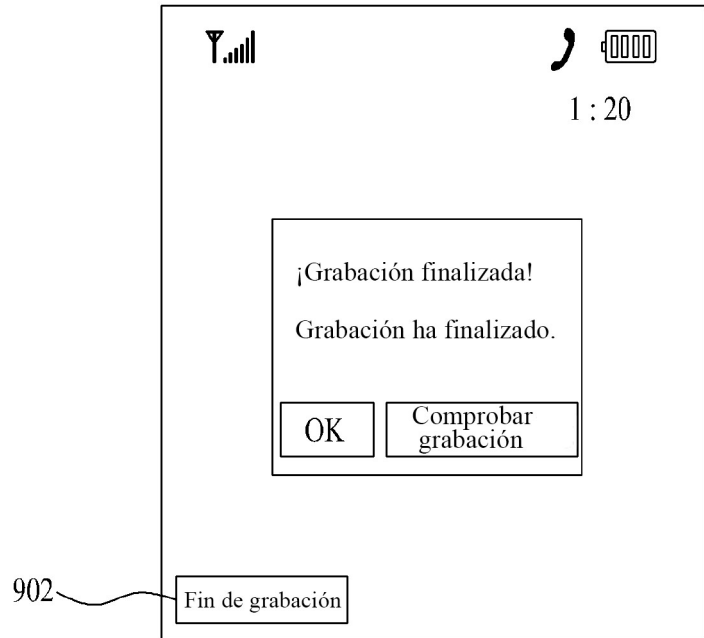 1 : 20
¡Grabación finalizada!
Grabación ha finalizado.
OK
Comprobar
grabación
902
Fin de grabación